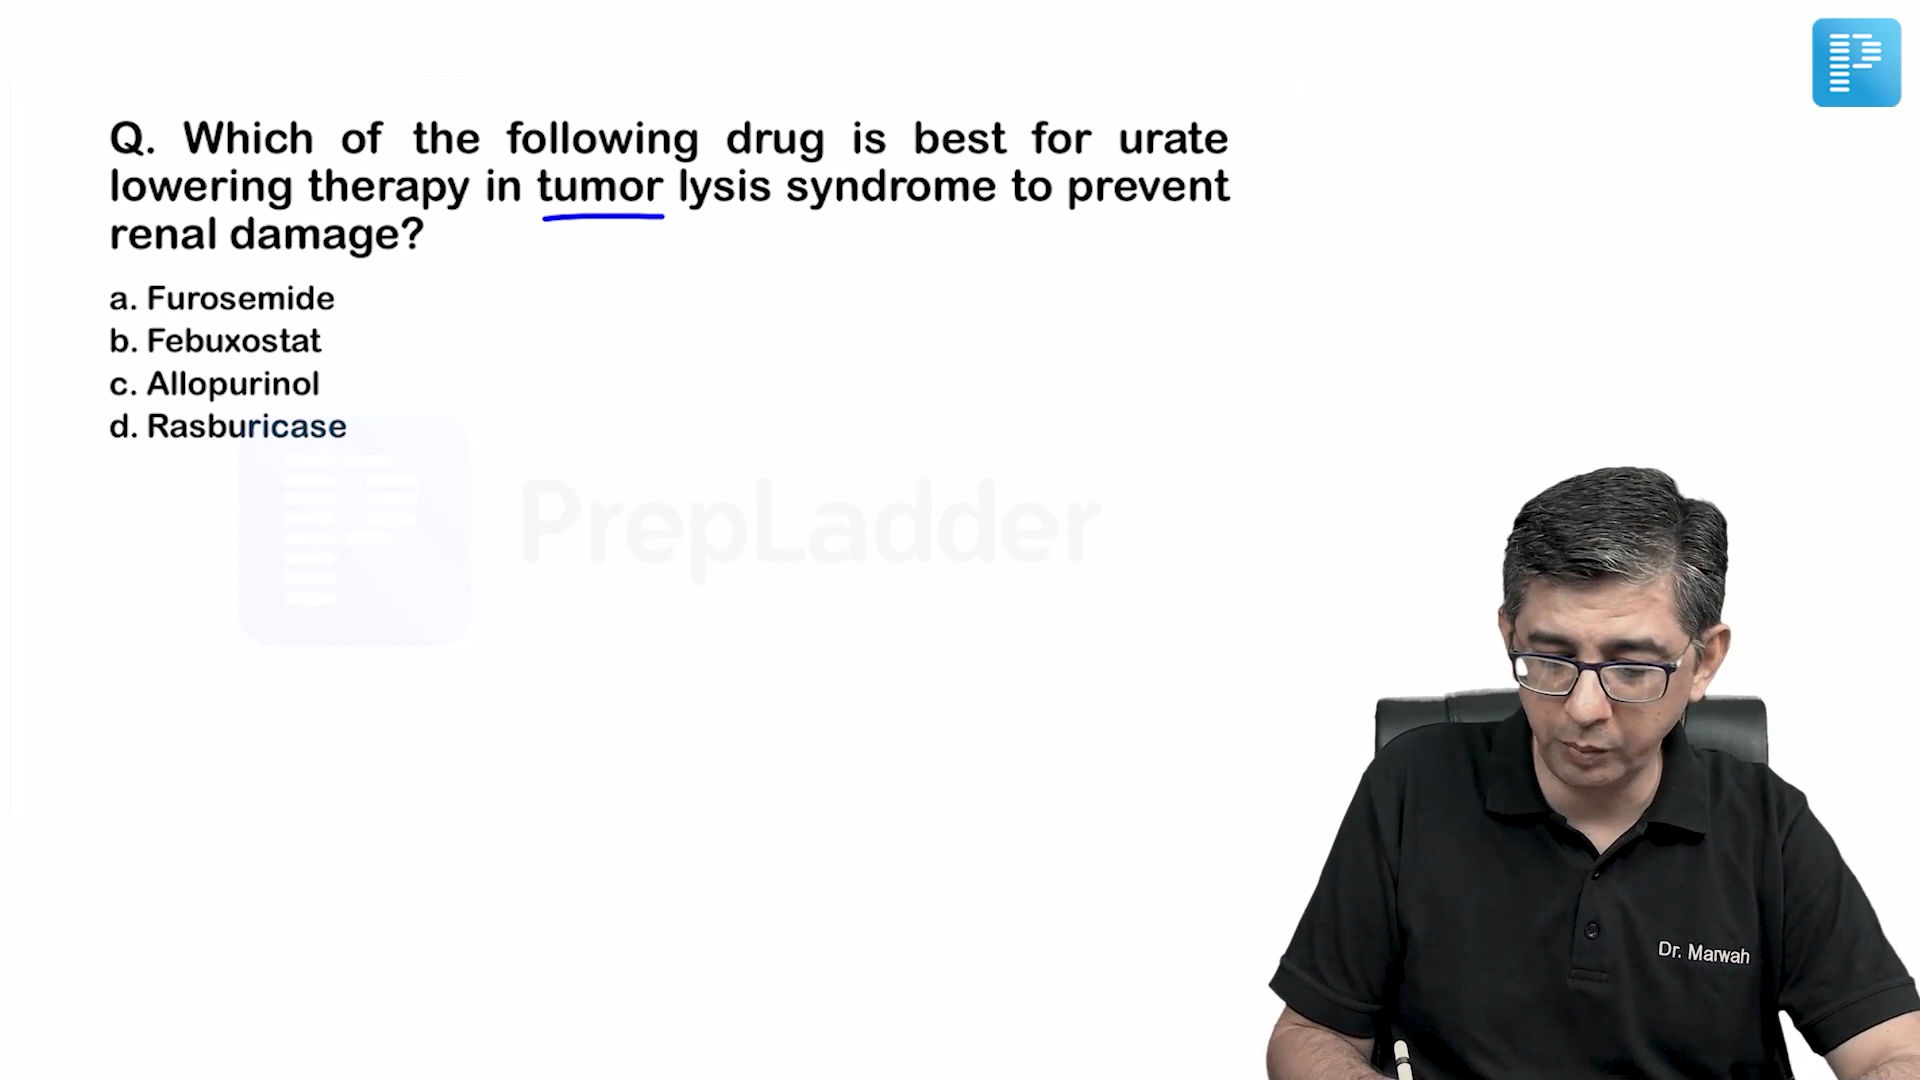 Q. Which of the following drug is best for urate
lowering therapy in tumor lysis syndrome to prevent
renal damage?
a. Furosemide
b. Febuxostat
c. Allopurinol
d. Rasburicase
PrepLadder
Dr. Marwah